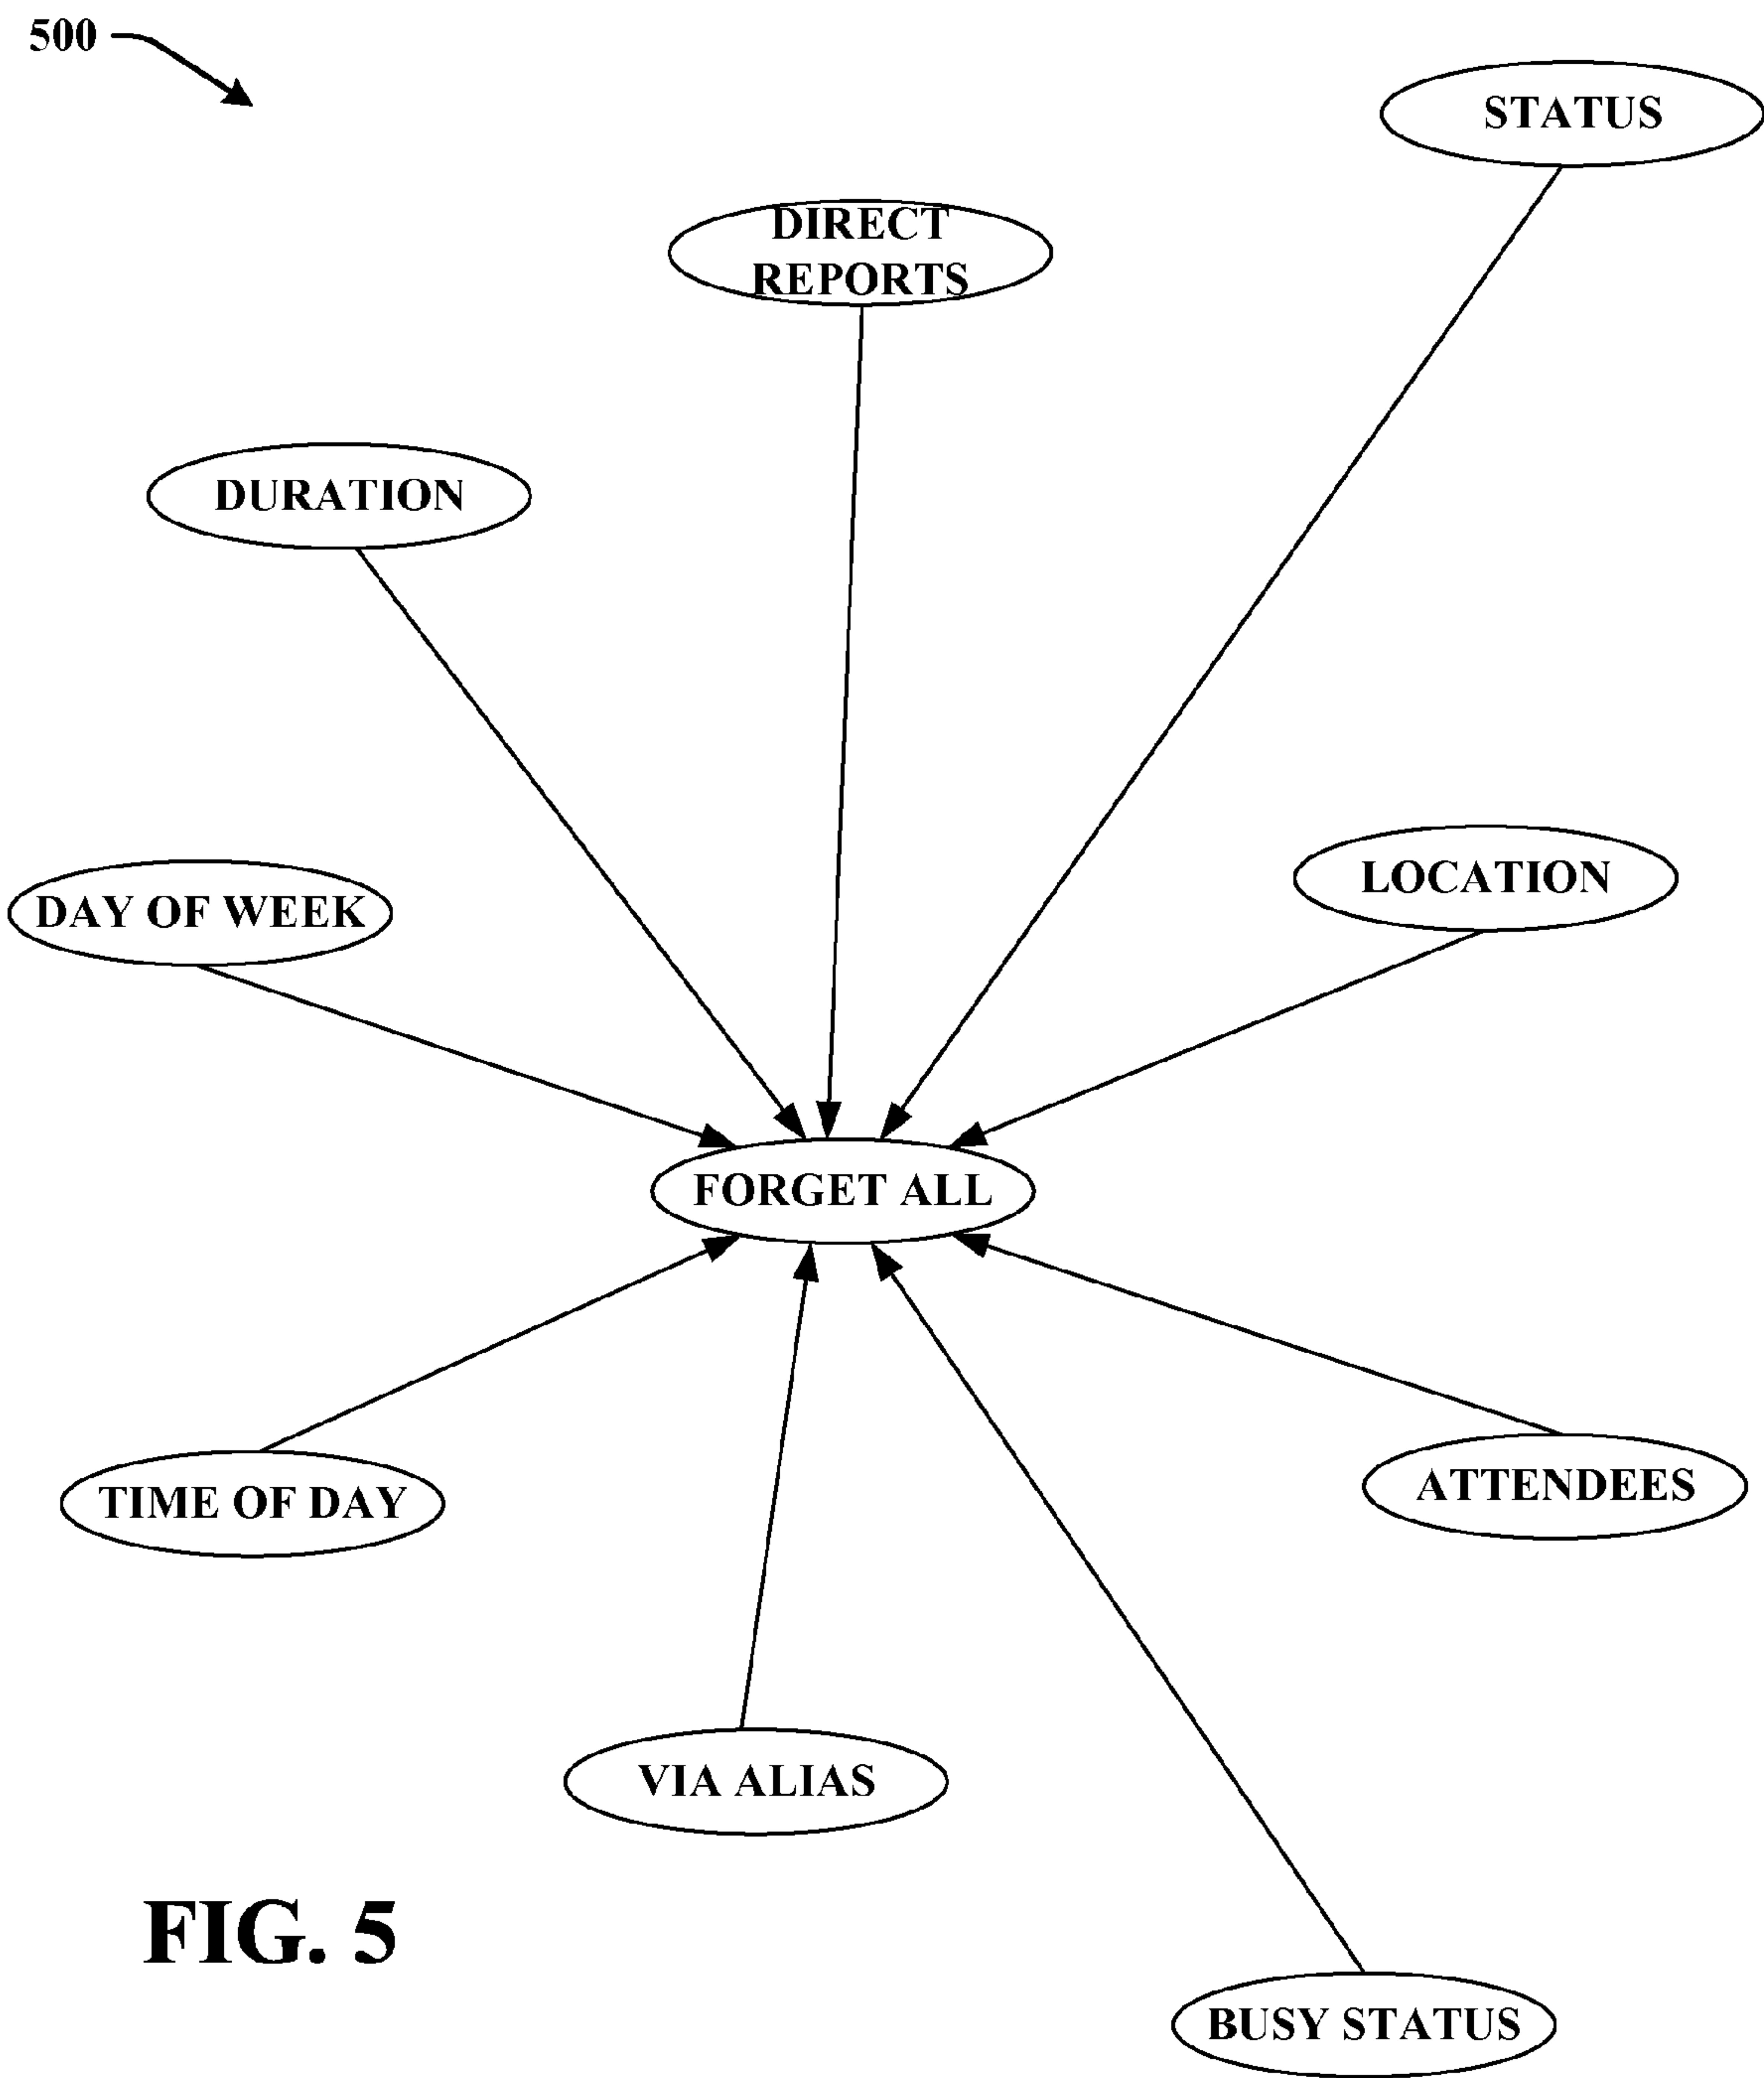 500
STATUS
DIRECT
REPORTS
DURATION
LOCATION
DAY OF WEEK
FORGET ALL
ATTENDEES
TIME OF DAY
VIA ALIAS
FIG. 5
BUSY STATUS